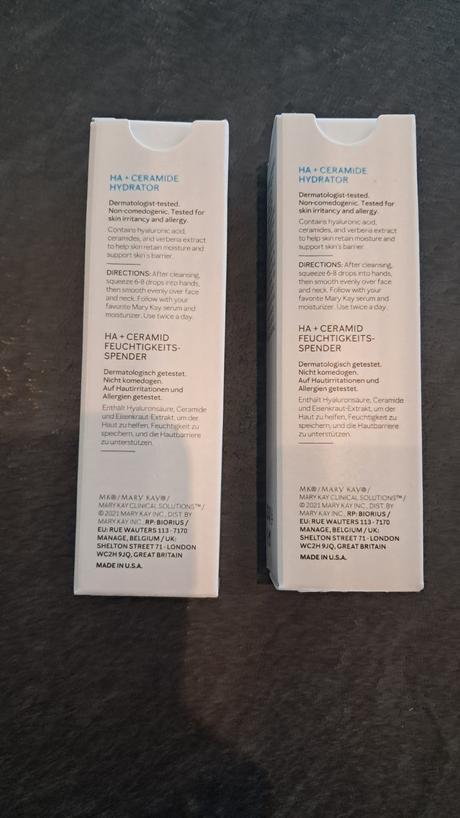 HA + CERAMIDE
HYDRATOR
Dermatologist-tested.
Non-comedogenic. Tested for
skin irritancy and allergy.
Contains hyaluronic acid,
ceramides, and verbena extract
to help skin retain moisture and
support skin's barrier.
DIRECTIONS: After cleansing,
squeeze 6-8 drops into hands,
then smooth evenly over face
and neck. Follow with your
favorite Mary Kay serum and
moisturizer. Use twice a day.
HA + CERAMID
FEUCHTIGKEITS-
SPENDER
Dermatologisch getestet.
Nicht komedogen.
Auf Hautirritationen und
Allergien getestet.
Enthält Hyaluronsäure, Ceramide
und Eisenkraut-Extrakt, um der
Haut zu helfen, Feuchtigkeit zu
speichern, und die Hautbarriere
zu unterstützen.
MK®/MARY KAY®/
MARY KAY CLINICAL SOLUTIONS™/
©2021 MARY KAY INC., DIST. BY
MARY KAY INC., RP: BIORIUS /
EU: RUE WAUTERS 113 - 7170
MANAGE, BELGIUM / UK:
SHELTON STREET 71 - LONDON
WC2H 9JQ, GREAT BRITAIN
MADE IN U.S.A.
HA + CERAMIDE
HYDRATOR
Dermatologist-tested.
Non-comedogenic. Tested for
skin irritancy and allergy.
Contains hyaluronic acid,
ceramides, and verbena extract
to help skin retain moisture and
support skin's barrier.
DIRECTIONS: After cleansing,
squeeze 6-8 drops into hands,
then smooth evenly over face
and neck. Follow with your
favorite Mary Kay serum and
moisturizer. Use twice a day.
HA + CERAMID
FEUCHTIGKEITS-
SPENDER
Dermatologisch getestet.
Nicht komedogen.
Auf Hautirritationen und
Allergien getestet.
Enthält Hyaluronsäure, Ceramide
und Eisenkraut-Extrakt, um der
Haut zu helfen, Feuchtigkeit zu
speichern, und die Hautbarriere
zu unterstützen.
MK®/MARY KAY®/
MARY KAY CLINICAL SOLUTIONS™/
©2021 MARY KAY INC., DIST. BY
MARY KAY INC., RP: BIORIUS /
EU: RUE WAUTERS 113 - 7170
MANAGE, BELGIUM / UK:
SHELTON STREET 71 - LONDON
WC2H 9JQ, GREAT BRITAIN
MADE IN U.S.A.